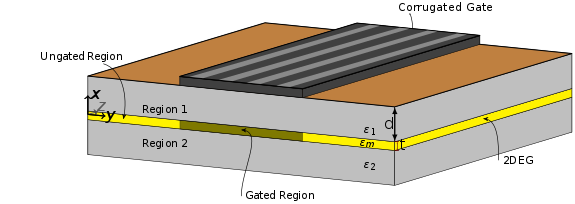 Corrugated Gate
Ungated Region
x
z
y
Region 1
d
ε1
εm
t
Region 2
ε2
2DEG
Gated Region